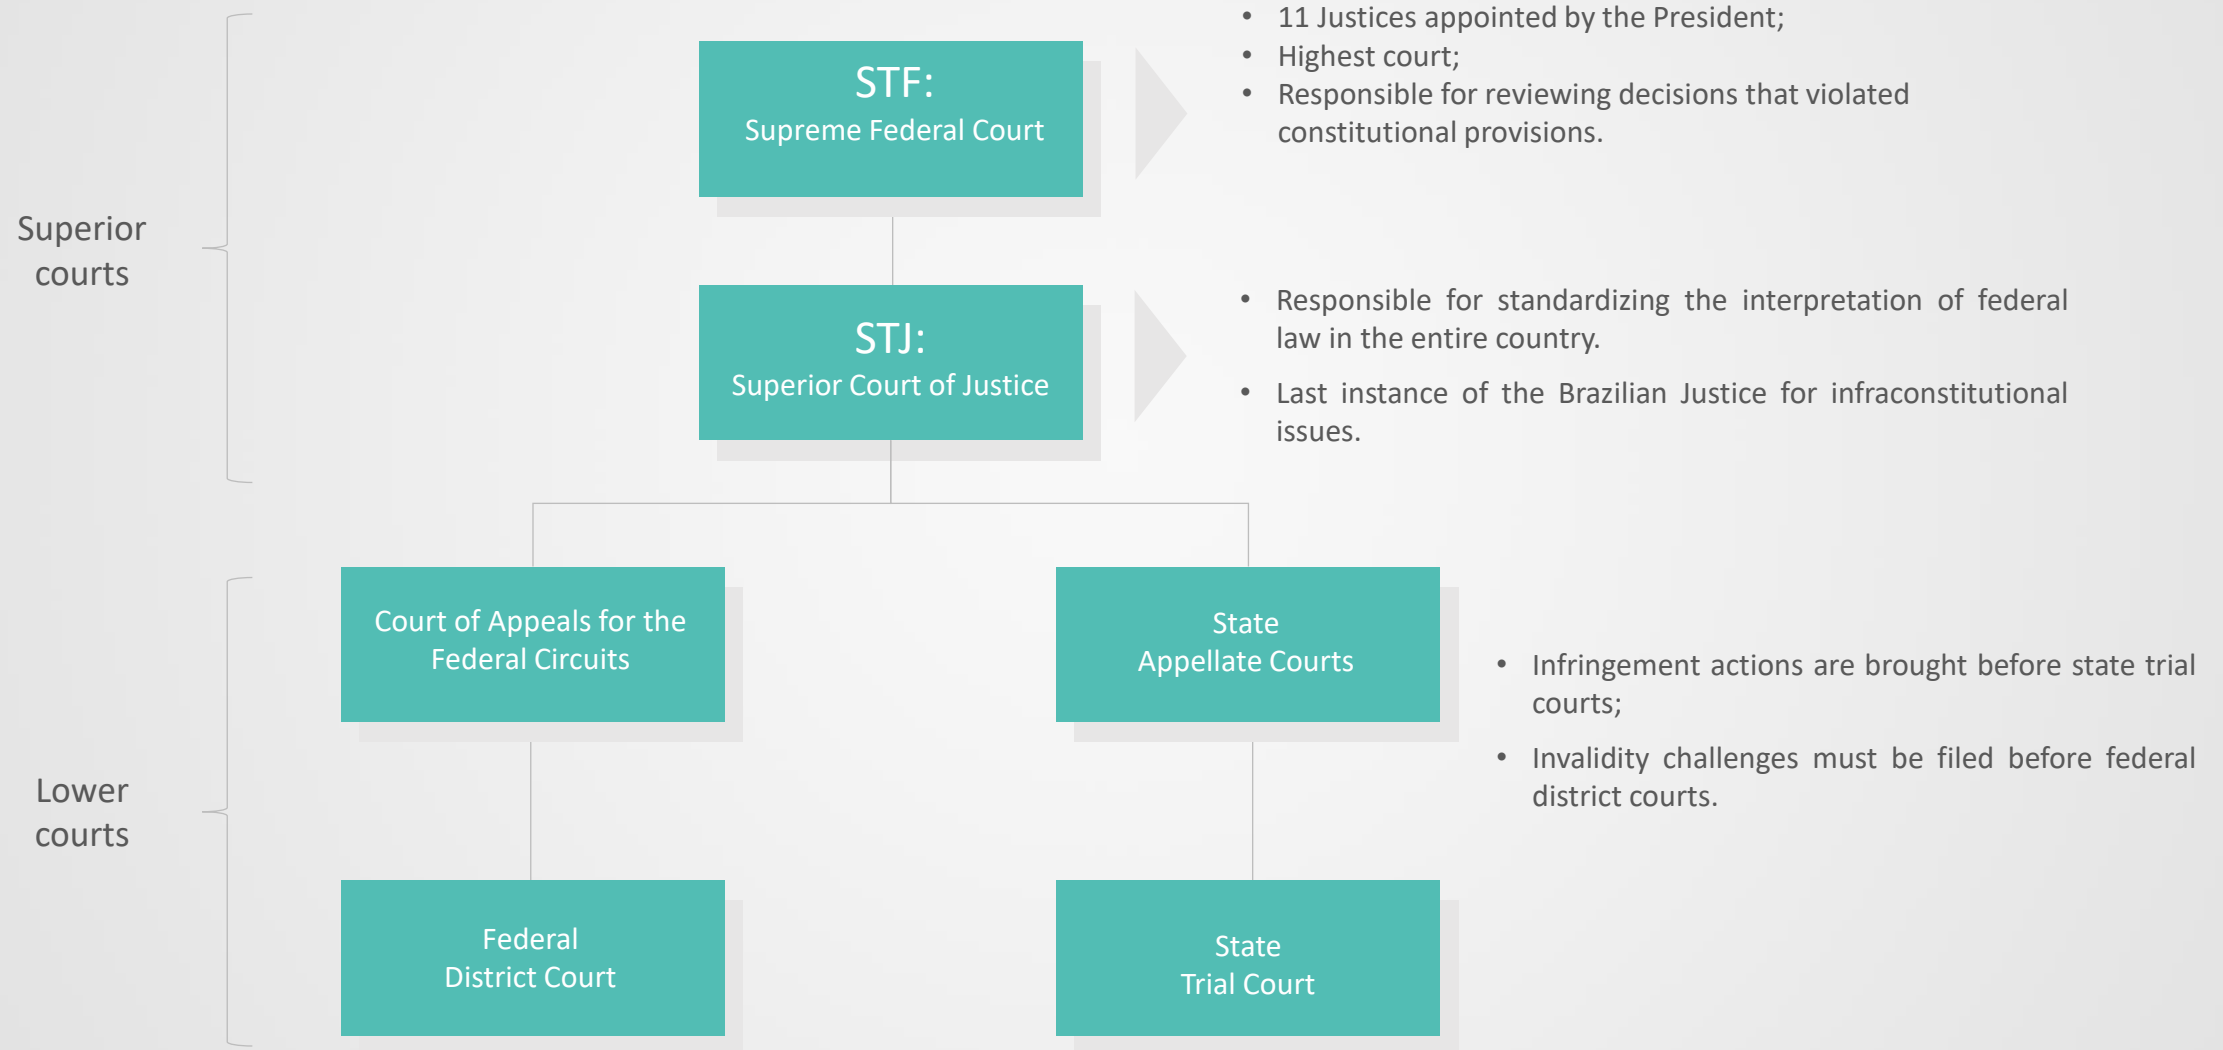 Superior
courts
STF:
Supreme Federal Court
• 11 Justices appointed by the President;
• Highest court;
• Responsible for reviewing decisions that violated
constitutional provisions.
STJ:
Superior Court of Justice
• Responsible for standardizing the interpretation of federal
law in the entire country.
• Last instance of the Brazilian Justice for infraconstitutional
issues.
Lower
courts
Court of Appeals for the
Federal Circuits
State
Appellate Courts
• Infringement actions are brought before state trial
courts;
• Invalidity challenges must be filed before federal
district courts.
Federal
District Court
State
Trial Court